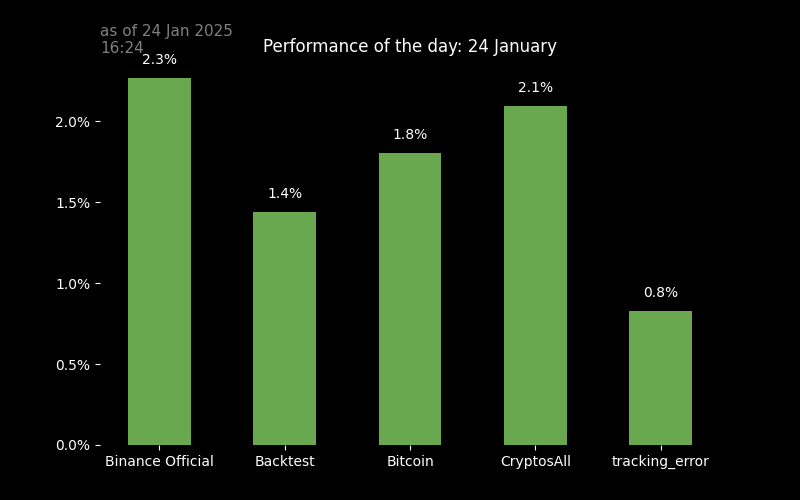 as of 24 Jan 2025
16:24
Performance of the day: 24 January
2.3%
1.4%
1.8%
2.1%
0.8%
2.0%
1.5%
1.0%
0.5%
0.0%
Binance Official
Backtest
Bitcoin
CryptosAll
tracking_error